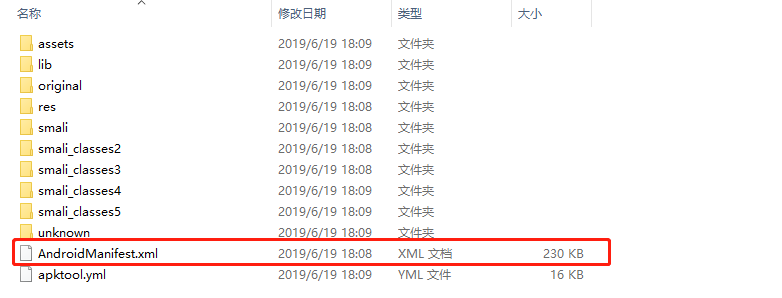 名称 修改日期 类型 大小
assets 2019/6/19 18:09 文件夹
lib 2019/6/19 18:09 文件夹
original 2019/6/19 18:09 文件夹
res 2019/6/19 18:08 文件夹
smali 2019/6/19 18:08 文件夹
smali_classes2 2019/6/19 18:08 文件夹
smali_classes3 2019/6/19 18:08 文件夹
smali_classes4 2019/6/19 18:09 文件夹
smali_classes5 2019/6/19 18:09 文件夹
unknown 2019/6/19 18:09 文件夹
AndroidManifest.xml 2019/6/19 18:08 XML 文档 230 KB
apktool.yml 2019/6/19 18:09 YML 文件 16 KB